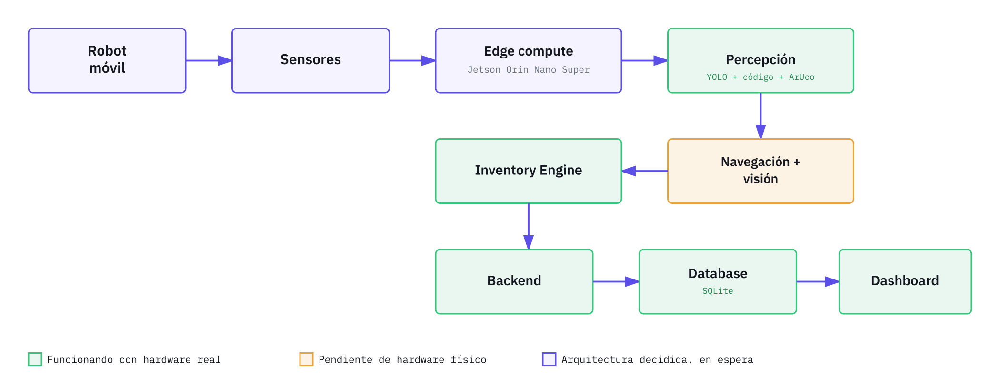 Robot
móvil
Sensores
Edge compute
Jetson Orin Nano Super
Percepción
YOLO + código + ArUco
Inventory Engine
Navegación +
visión
Backend
Database
SQLite
Dashboard
Funcionando con hardware real
Pendiente de hardware físico
Arquitectura decidida, en espera